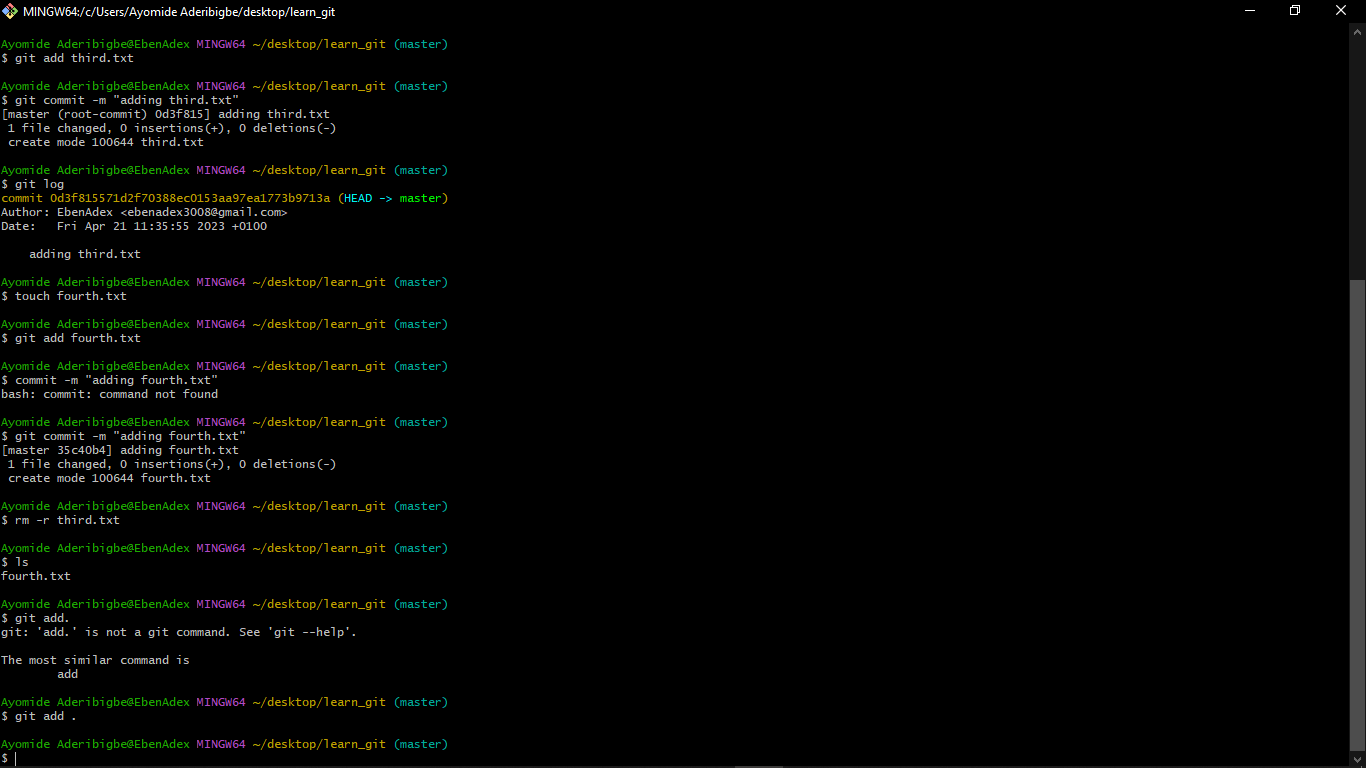 MINGW64:/c/Users/Ayomide Aderibigbe/desktop/learn_git
Ayomide Aderibigbe@EbenAdex MINGW64 ~/desktop/learn_git (master)
$ git add third.txt
Ayomide Aderibigbe@EbenAdex MINGW64 ~/desktop/learn_git (master)
$ git commit -m "adding third.txt"
[master (root-commit) 0d3f815] adding third.txt
 1 file changed, 0 insertions(+), 0 deletions(-)
 create mode 100644 third.txt
Ayomide Aderibigbe@EbenAdex MINGW64 ~/desktop/learn_git (master)
$ git log
commit 0d3f815571d2f70388ec0153aa97ea1773b9713a (HEAD -> master)
Author: EbenAdex <ebenadex3008@gmail.com>
Date:   Fri Apr 21 11:35:55 2023 +0100
    adding third.txt
Ayomide Aderibigbe@EbenAdex MINGW64 ~/desktop/learn_git (master)
$ touch fourth.txt
Ayomide Aderibigbe@EbenAdex MINGW64 ~/desktop/learn_git (master)
$ git add fourth.txt
Ayomide Aderibigbe@EbenAdex MINGW64 ~/desktop/learn_git (master)
$ commit -m "adding fourth.txt"
bash: commit: command not found
Ayomide Aderibigbe@EbenAdex MINGW64 ~/desktop/learn_git (master)
$ git commit -m "adding fourth.txt"
[master 35c40b4] adding fourth.txt
 1 file changed, 0 insertions(+), 0 deletions(-)
 create mode 100644 fourth.txt
Ayomide Aderibigbe@EbenAdex MINGW64 ~/desktop/learn_git (master)
$ rm -r third.txt
Ayomide Aderibigbe@EbenAdex MINGW64 ~/desktop/learn_git (master)
$ ls
fourth.txt
Ayomide Aderibigbe@EbenAdex MINGW64 ~/desktop/learn_git (master)
$ git add.
git: 'add.' is not a git command. See 'git --help'.
The most similar command is
        add
Ayomide Aderibigbe@EbenAdex MINGW64 ~/desktop/learn_git (master)
$ git add .
Ayomide Aderibigbe@EbenAdex MINGW64 ~/desktop/learn_git (master)
$